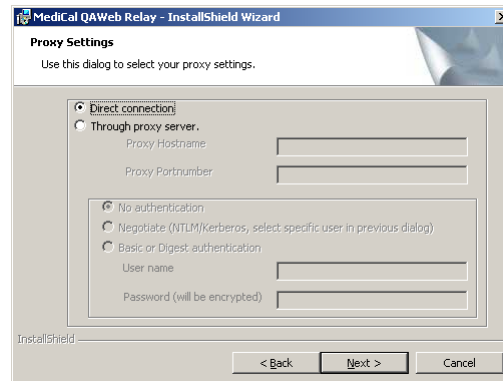 MediCal QAWeb Relay - InstallShield Wizard
Proxy Settings
Use this dialog to select your proxy settings.
Direct connection
Through proxy server.
Proxy Hostname
Proxy Portnumber
No authentication
Negotiate (NTLM/Kerberos, select specific user in previous dialog)
Basic or Digest authentication
User name
Password (will be encrypted)
InstallShield
< Back Next > Cancel